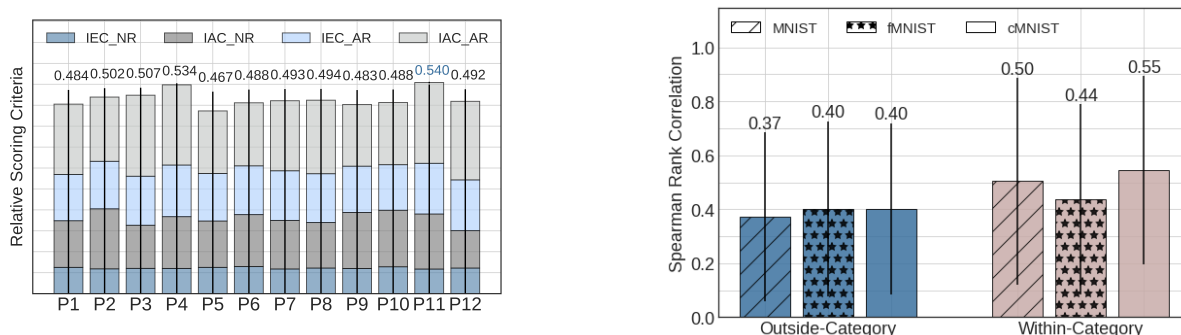 IEC_NR IAC_NR IEC_AR IAC_AR
0.484 0.502 0.507 0.534 0.467 0.488 0.493 0.494 0.483 0.488 0.540 0.492
Relative Scoring Criteria
P1 P2 P3 P4 P5 P6 P7 P8 P9 P10 P11 P12
MNIST fMNIST cMNIST
Spearman Rank Correlation
1.0
0.8
0.6
0.4
0.2
0.0
0.37 0.40 0.40 0.50 0.44 0.55
Outside-Category Within-Category